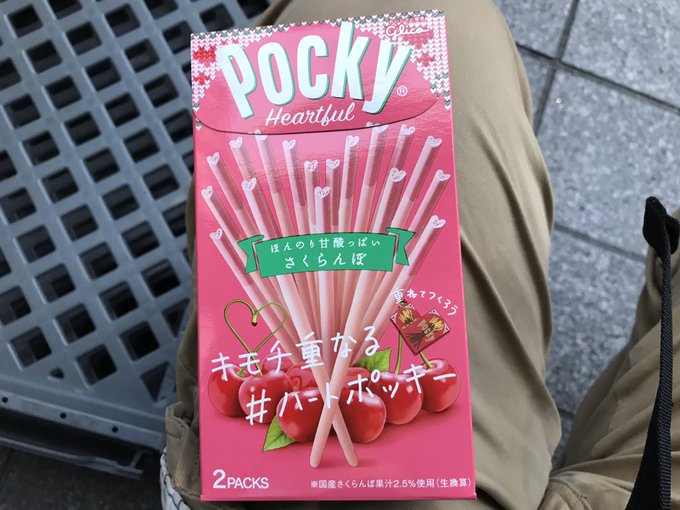 Glico
Pocky®
Heartful
ほんのり甘酸っぱい
さくらんぼ
重ねてつくろう
キモチ重なる
#ハートポッキー
2PACKS
※国産さくらんぼ果汁2.5%使用(生換算)